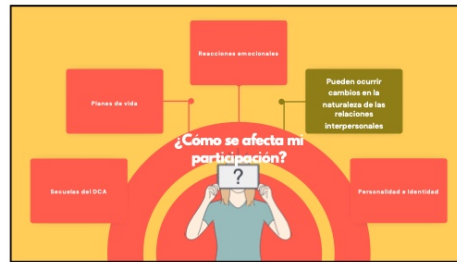 Reacciones emocionales
Planes de vida
Pueden ocurrir
cambios en la
naturaleza de las
relaciones
interpersonales
¿Cómo se afecta mi
participación?
?
Secuelas del DCA
Personalidad e Identidad